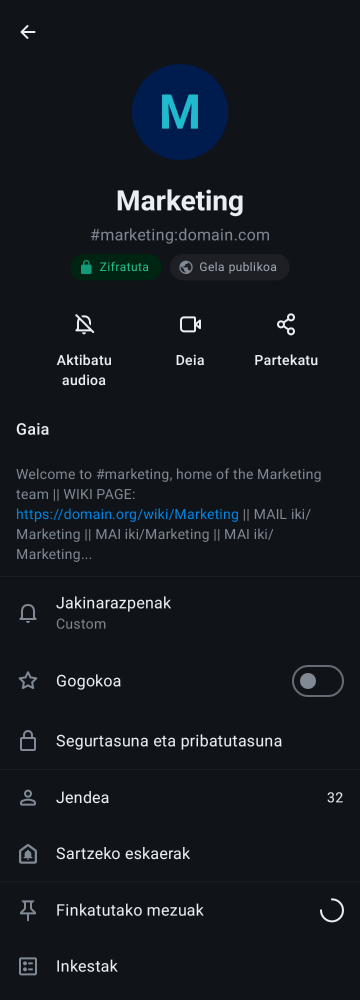 M
Marketing
#marketing:domain.com
Zifratuta
Gela publikoa
Aktibatu
audioa
Deia
Partekatu
Gaia
Welcome to #marketing, home of the Marketing
team || WIKI PAGE:
https://domain.org/wiki/Marketing || MAIL iki/
Marketing || MAI iki/Marketing || MAI iki/
Marketing...
Jakinarazpenak
Custom
Gogokoa
Segurtasuna eta pribatutasuna
Jendea
32
Sartzeko eskaerak
Finkatutako mezuak
Inkestak